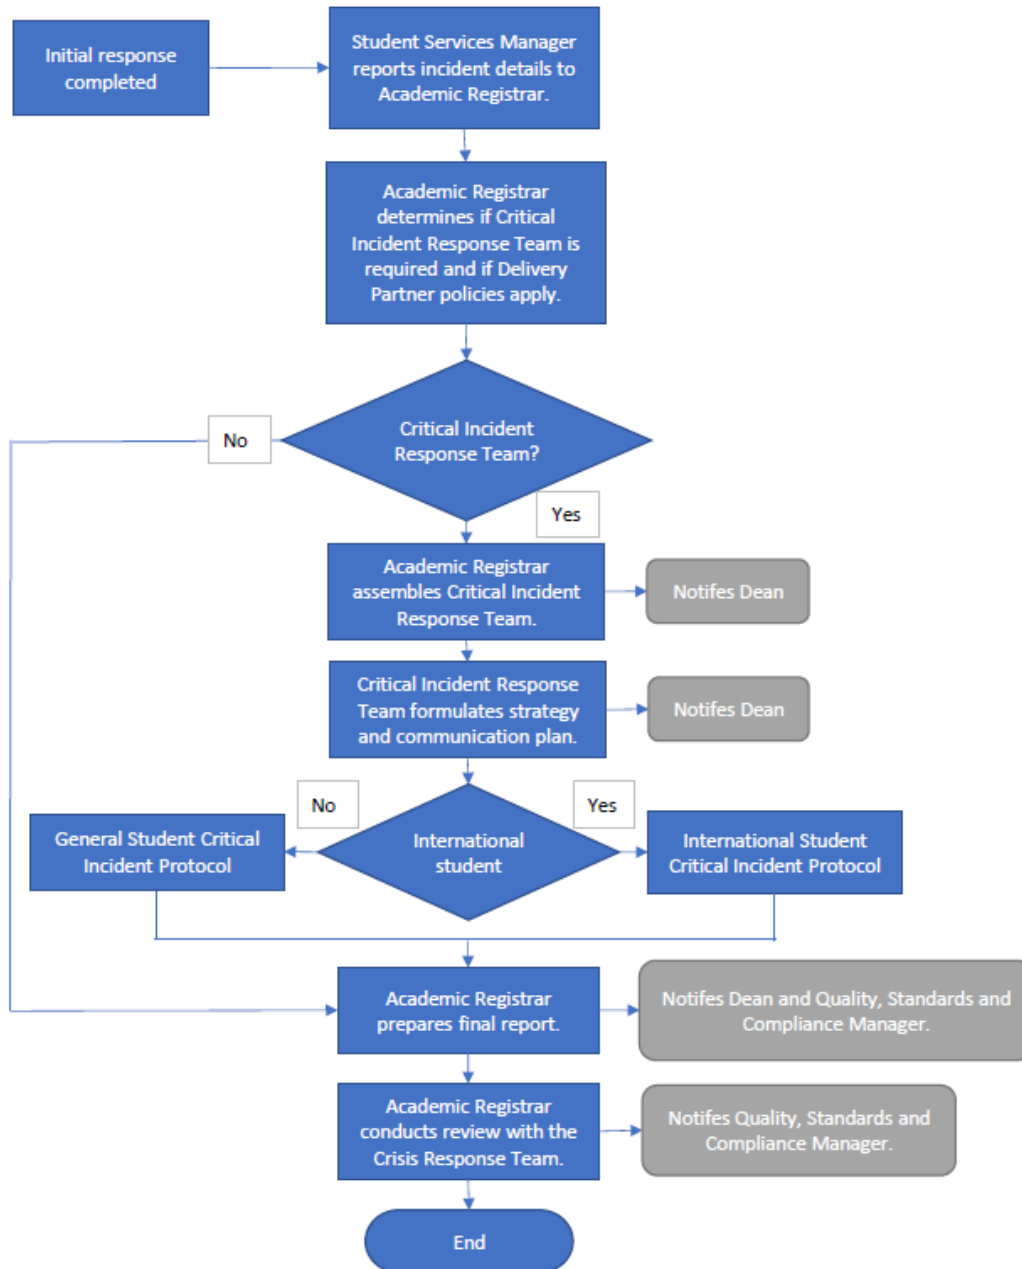 Initial response
completed
Student Services Manager
reports incident details to
Academic Registrar.
Academic Registrar
determines if Critical
Incident Response Team is
required and if Delivery
Partner policies apply.
Critical Incident
Response Team?
No
Yes
Academic Registrar
assembles Critical Incident
Response Team.
Notifes Dean
Critical Incident Response
Team formulates strategy
and communication plan.
Notifes Dean
No
Yes
General Student Critical
Incident Protocol
International
student
International Student
Critical Incident Protocol
Academic Registrar
prepares final report.
Notifes Dean and Quality, Standards and
Compliance Manager.
Academic Registrar
conducts review with the
Crisis Response Team.
Notifes Quality, Standards and
Compliance Manager.
End